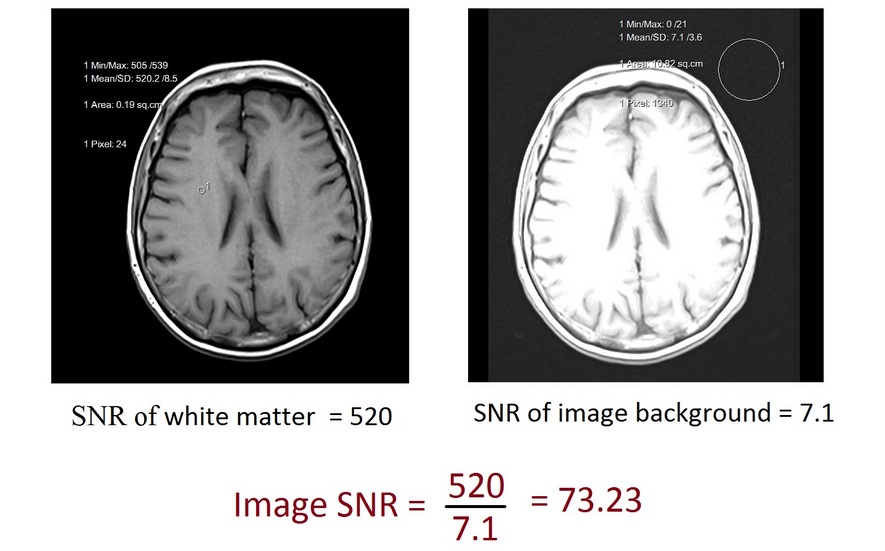 1 Min/Max: 505 /539
1 Mean/SD: 520.2 /8.5
1 Area: 0.19 sq.cm
1 Pixel: 24
1
1 Min/Max: 0 /21
1 Mean/SD: 7.1 /3.6
1 Area: 10.82 sq.cm
1 Pixel: 1340
1
SNR of white matter = 520
SNR of image background = 7.1
Image SNR = 520/7.1 = 73.23